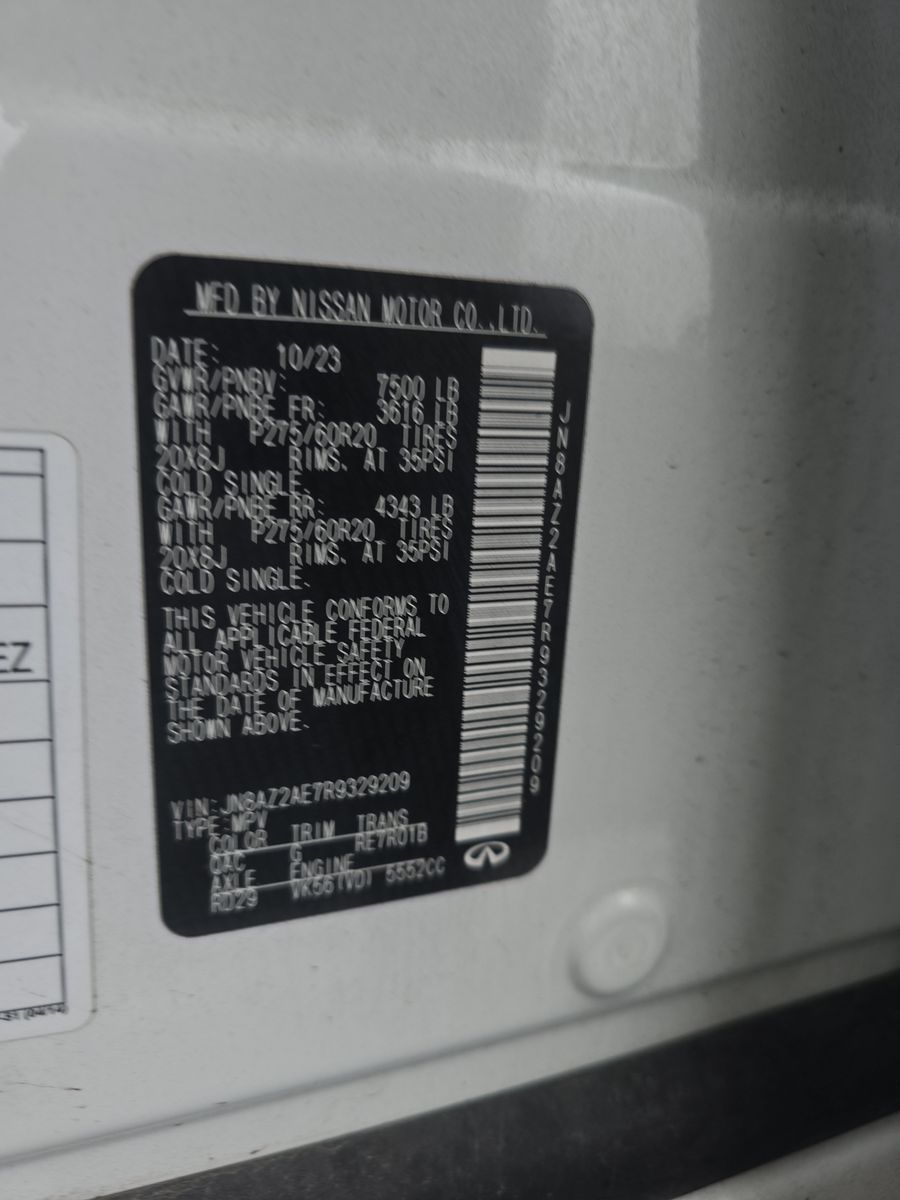 MFD BY NISSAN MOTOR CO.,LTD.
DATE: 10/23
GVWR/PNBV: 7500 LB
GAWR/PNBE FR: 3616 LB
WITH P275/60R20 TIRES
20X8J RIMS. AT 35PSI
COLD SINGLE.
GAWR/PNBE RR: 4343 LB
WITH P275/60R20 TIRES
20X8J RIMS. AT 35PSI
COLD SINGLE.
THIS VEHICLE CONFORMS TO
ALL APPLICABLE FEDERAL
MOTOR VEHICLE SAFETY
STANDARDS IN EFFECT ON
THE DATE OF MANUFACTURE
SHOWN ABOVE.
VIN:JN8AZ2AE7R9329209
TYPE:MPV
COLOR TRIM TRANS
QAC G RE7R01B
AXLE ENGINE
RD29 VK56(VD) 5552CC
JN8AZ2AE7R9329209
EZ